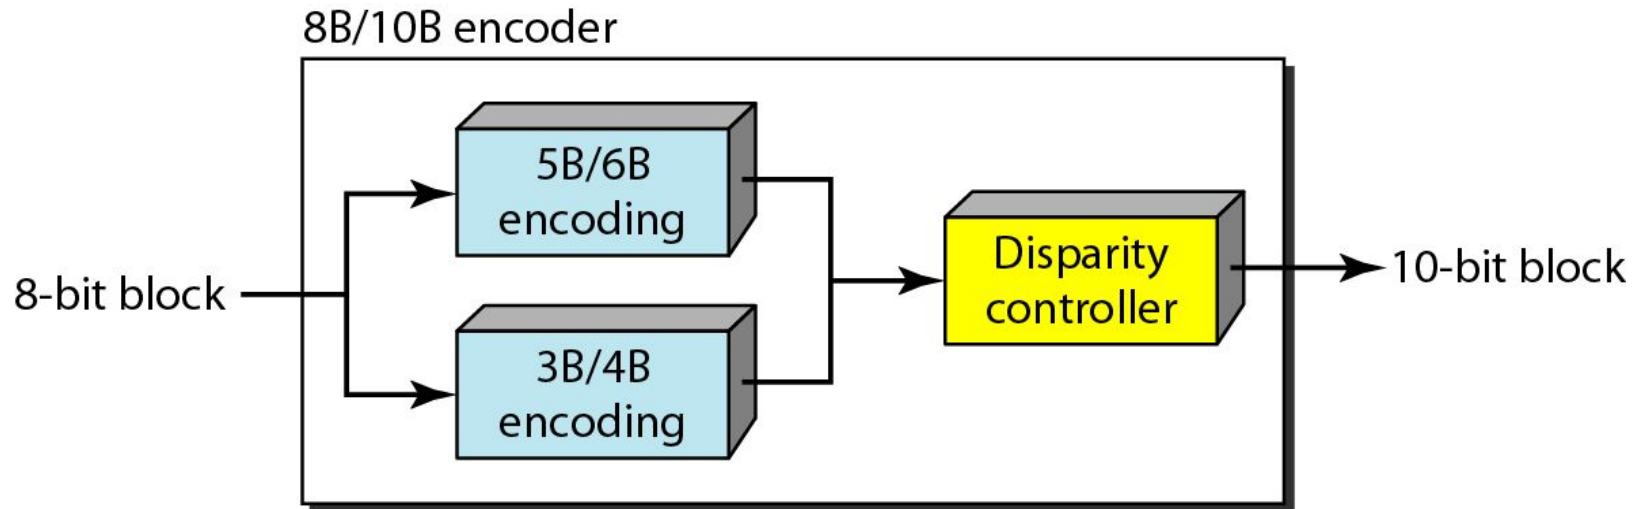 8B/10B encoder
5B/6B
encoding
8-bit block
3B/4B
encoding
Disparity
controller
10-bit block